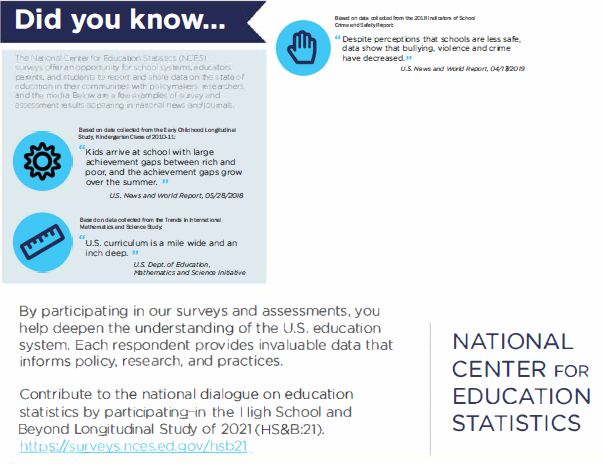 Did you know...
The National Center for Education Statistics (NCES)
surveys offer an opportunity for school systems, educators,
parents, and students to report and share data on the state of
education in their communities with policymakers, researchers,
and the media. Below are a few examples of survey and
assessment results appearing in national news and journals.
Based on data collected from the Early Childhood Longitudinal
Study, Kindergarten Class of 2010-11:
“Kids arrive at school with large
achievement gaps between rich and
poor, and the achievement gaps grow
over the summer. ”
U.S. News and World Report, 05/28/2018
Based on data collected from the Trends in International
Mathematics and Science Study:
“U.S. curriculum is a mile wide and an
inch deep. ”
U.S. Dept. of Education,
Mathematics and Science Initiative
Based on data collected from the 2018 Indicators of School
Crime and Safety Report:
“Despite perceptions that schools are less safe,
data show that bullying, violence and crime
have decreased.”
U.S. News and World Report, 04/17/2019
By participating in our surveys and assessments, you
help deepen the understanding of the U.S. education
system. Each respondent provides invaluable data that
informs policy, research, and practices.
Contribute to the national dialogue on education
statistics by participating in the High School and
Beyond Longitudinal Study of 2021 (HS&B:21).
https://surveys.nces.ed.gov/hsb21
NATIONAL
CENTER FOR
EDUCATION
STATISTICS